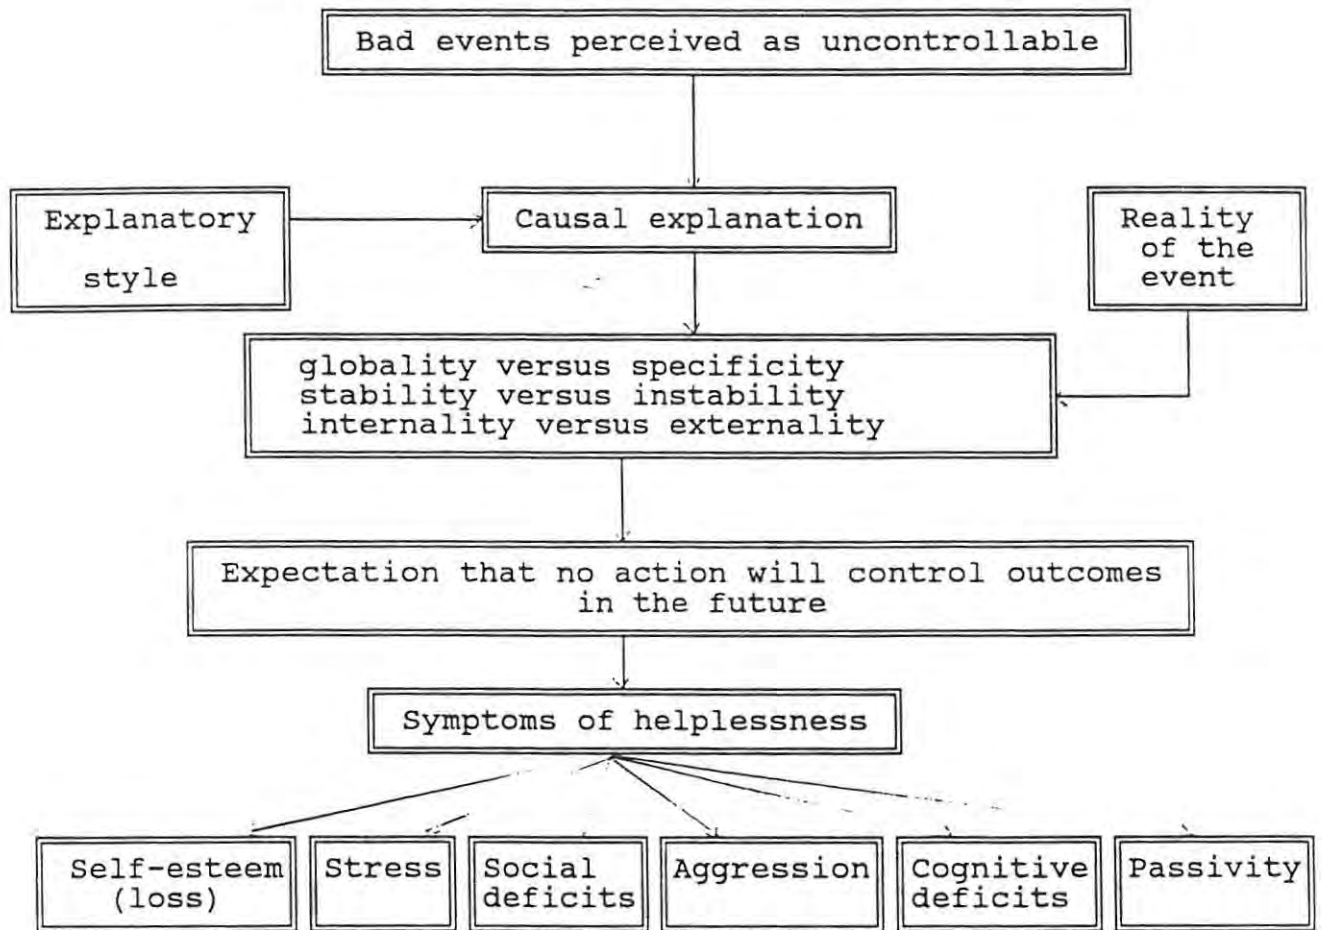 Bad events perceived as uncontrollable
Explanatory
style
Causal explanation
Reality
of the
event
globality versus specificity
stability versus instability
internality versus externality
Expectation that no action will control outcomes
in the future
Symptoms of helplessness
Self-esteem
(loss)
Stress
Social
deficits
Aggression
Cognitive
deficits
Passivity